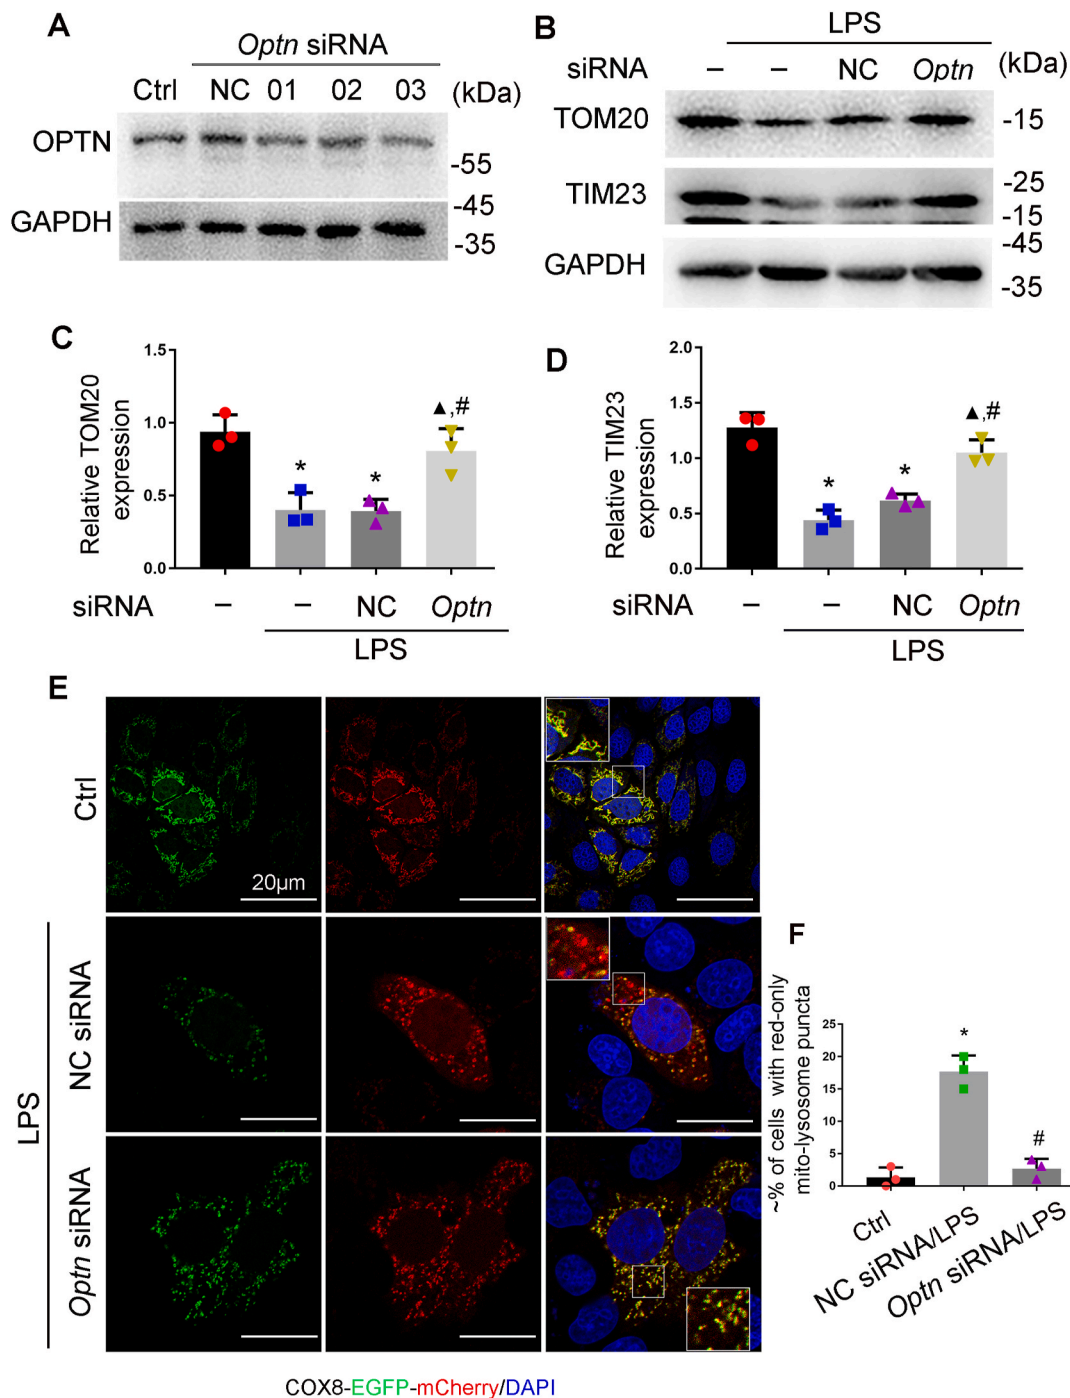 A
Optn siRNA
Ctrl NC 01 02 03 (kDa)
OPTN
-55
GAPDH
-45
-35
B
LPS
siRNA – – NC Optn (kDa)
TOM20
-15
TIM23
-25
-15
GAPDH
-45
-35
C
Relative TOM20
expression
1.5
1.0
0.5
0.0
*
*
▲,#
siRNA – – NC Optn
LPS
D
Relative TIM23
expression
2.0
1.5
1.0
0.5
0.0
*
*
▲,#
siRNA – – NC Optn
LPS
E
Ctrl
20μm
LPS
NC siRNA
Optn siRNA
COX8-EGFP-mCherry/DAPI
F
~% of cells with red-only
mito-lysosome puncta
25
20
15
10
5
0
*
#
Ctrl
NC siRNA/LPS
Optn siRNA/LPS